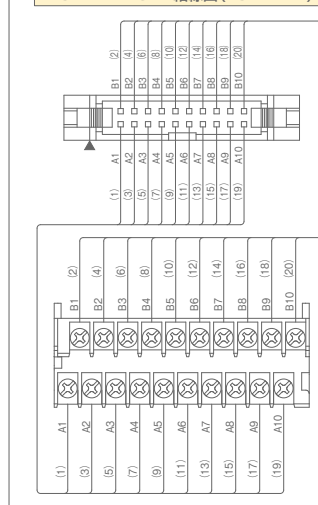 (2) (4) (6) (8) (10) (12) (14) (16) (18) (20)
B1 B2 B3 B4 B5 B6 B7 B8 B9 B10
A1 A2 A3 A4 A5 A6 A7 A8 A9 A10
(1) (3) (5) (7) (9) (11) (13) (15) (17) (19)
(2) (4) (6) (8) (10) (12) (14) (16) (18) (20)
B1 B2 B3 B4 B5 B6 B7 B8 B9 B10
A1 A2 A3 A4 A5 A6 A7 A8 A9 A10
(1) (3) (5) (7) (9) (11) (13) (15) (17) (19)